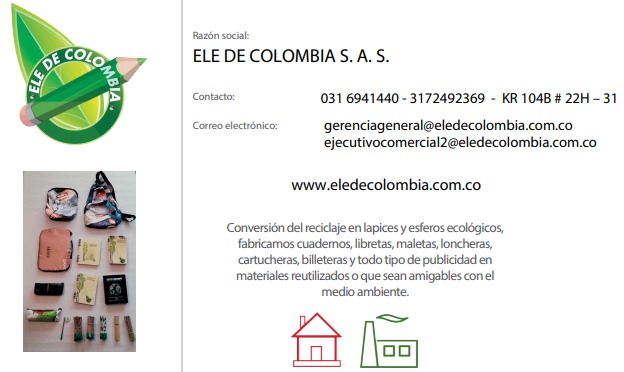 ELE DE COLOMBIA
Razón social:
ELE DE COLOMBIA S. A. S.
Contacto:
031 6941440 - 3172492369 - KR 104B # 22H – 31
Correo electrónico:
gerenciageneral@eledecolombia.com.co
ejecutivocomercial2@eledecolombia.com.co
www.eledecolombia.com.co
Conversión del reciclaje en lapices y esferos ecológicos,
fabricamos cuadernos, libretas, maletas, loncheras,
cartucheras, billeteras y todo tipo de publicidad en
materiales reutilizados o que sean amigables con el
medio ambiente.